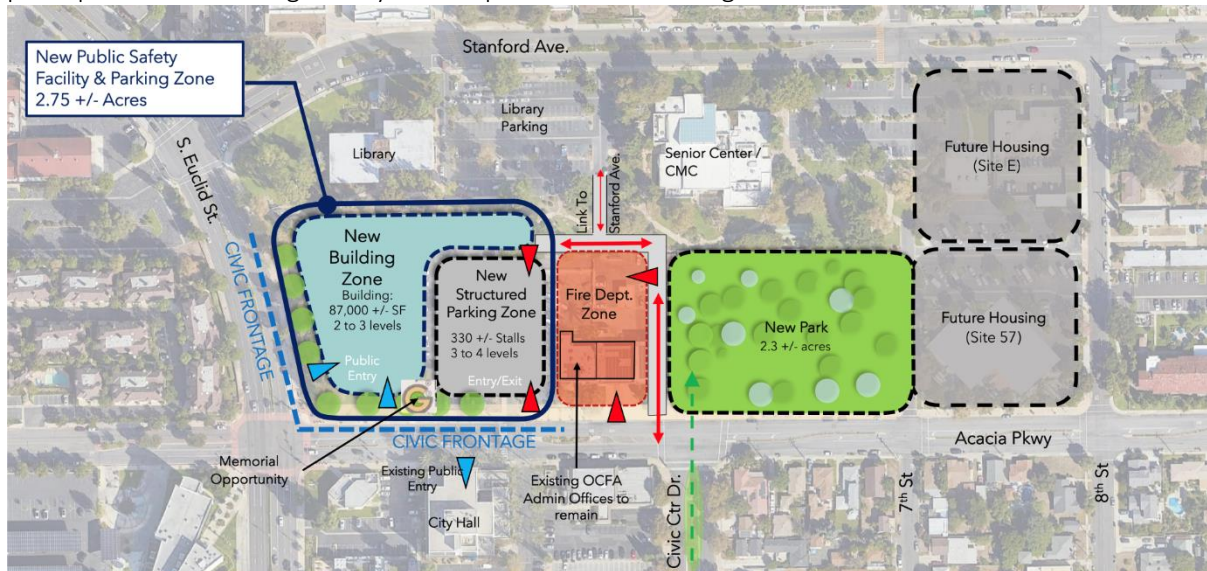 New Public Safety
Facility & Parking Zone
2.75 +/- Acres
Stanford Ave.
S. Euclid St.
Library
Library
Parking
Senior Center /
CMC
Link To
Stanford Ave.
Future Housing
(Site E)
CIVIC FRONTAGE
New
Building
Zone
Building:
87,000 +/- SF
2 to 3 levels
Public
Entry
New
Structured
Parking Zone
330 +/- Stalls
3 to 4 levels
Entry/Exit
Fire Dept.
Zone
New Park
2.3 +/- acres
Future Housing
(Site 57)
G
CIVIC FRONTAGE
Acacia Pkwy
Memorial
Opportunity
Existing Public
Entry
City Hall
Existing OCFA
Admin Offices to
remain
Civic Ctr Dr.
7th St
8th St